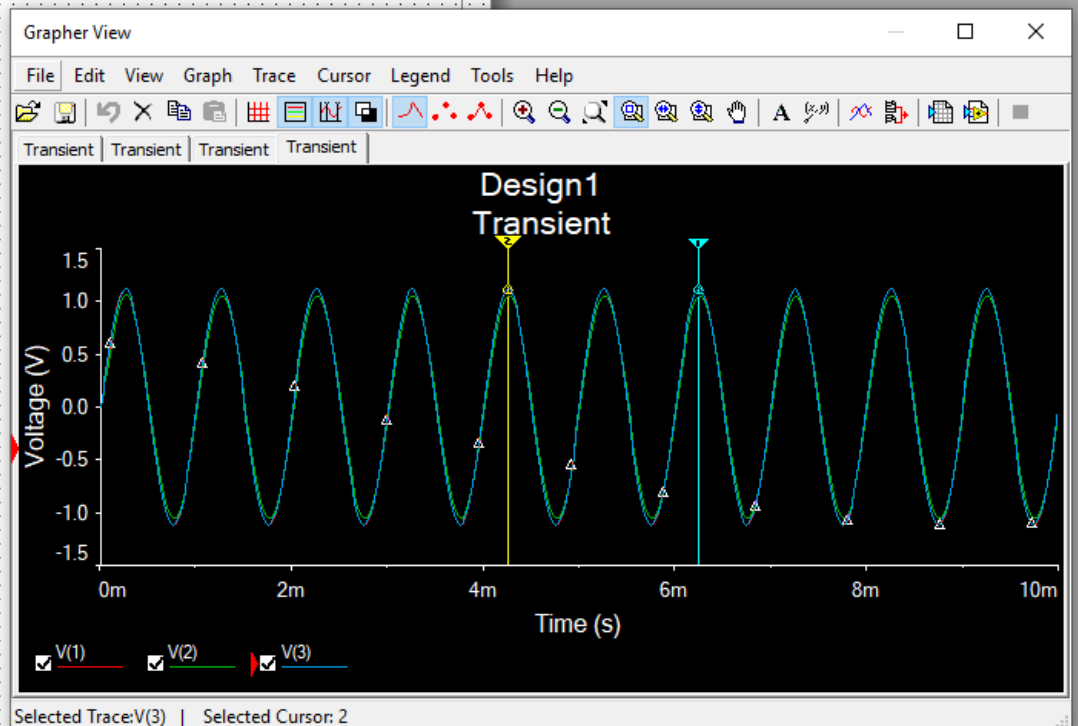 Grapher View
File Edit View Graph Trace Cursor Legend Tools Help
A (x,y)
Transient Transient Transient Transient
Design1
Transient
2 1
1.5
1.0
0.5
0.0
-0.5
-1.0
-1.5
Voltage (V)
0m 2m 4m 6m 8m 10m
Time (s)
V(1) V(2) V(3)
Selected Trace:V(3) | Selected Cursor: 2